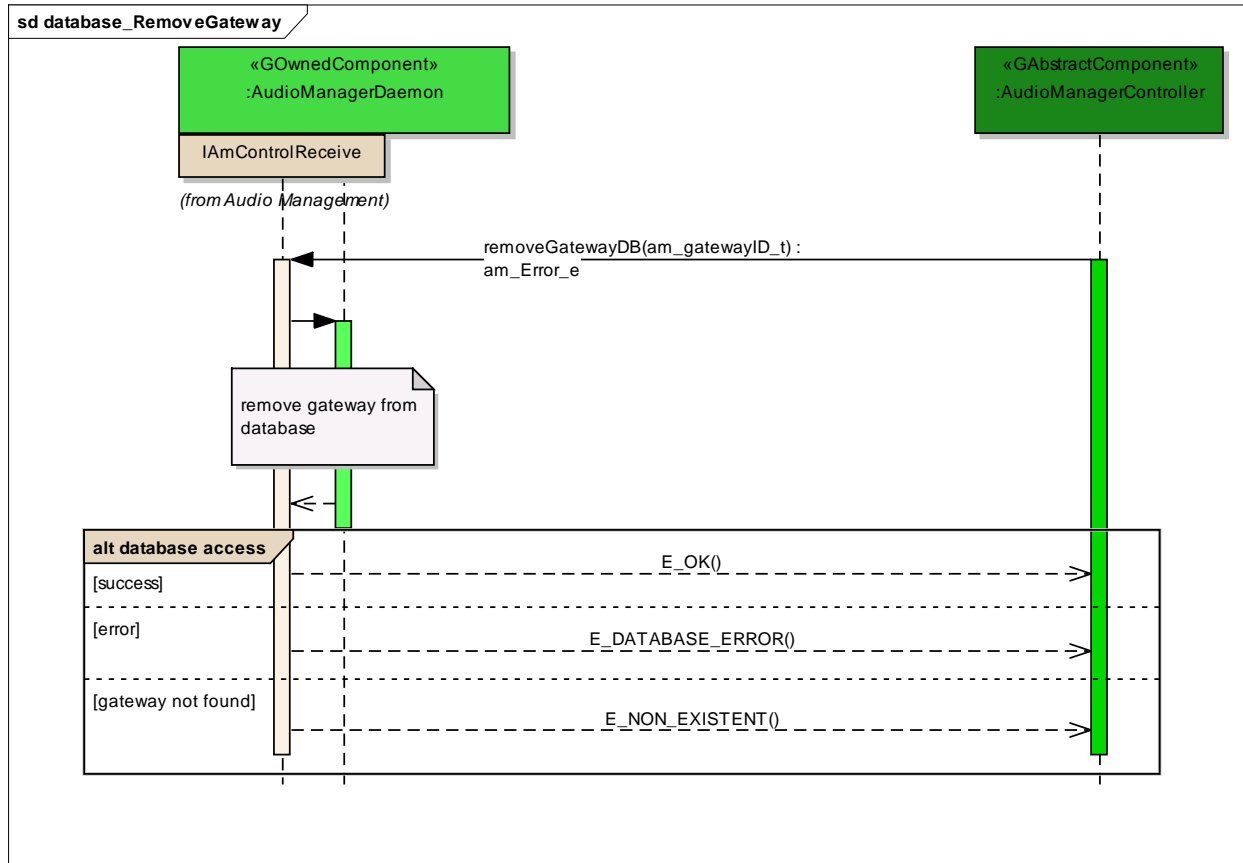 sd database_RemoveGateway
«GOwnedComponent»
:AudioManagerDaemon
«GAbstractComponent»
:AudioManagerController
IAmControlReceive
(from Audio Management)
removeGatewayDB(am_gatewayID_t) :
am_Error_e
remove gateway from
database
alt database access
E_OK()
[success]
[error]
E_DATABASE_ERROR()
[gateway not found]
E_NON_EXISTENT()